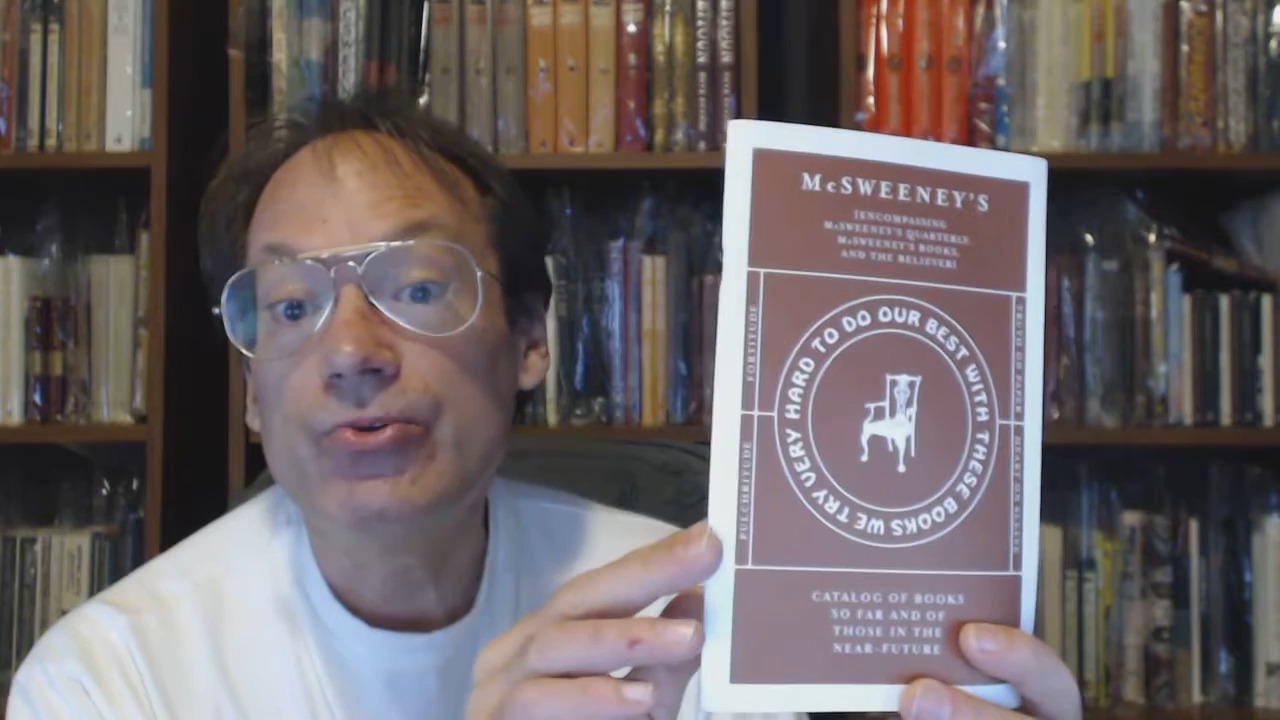 McSWEENEY'S
[ENCOMPASSING
McSWEENEY'S QUARTERLY,
McSWEENEY'S BOOKS,
AND THE BELIEVER]
FORTITUDE
PULCHRITUDE
WE TRY VERY HARD TO DO OUR BEST WITH THESE BOOKS
CATALOG OF BOOKS
SO FAR AND OF
THOSE IN THE
NEAR-FUTURE